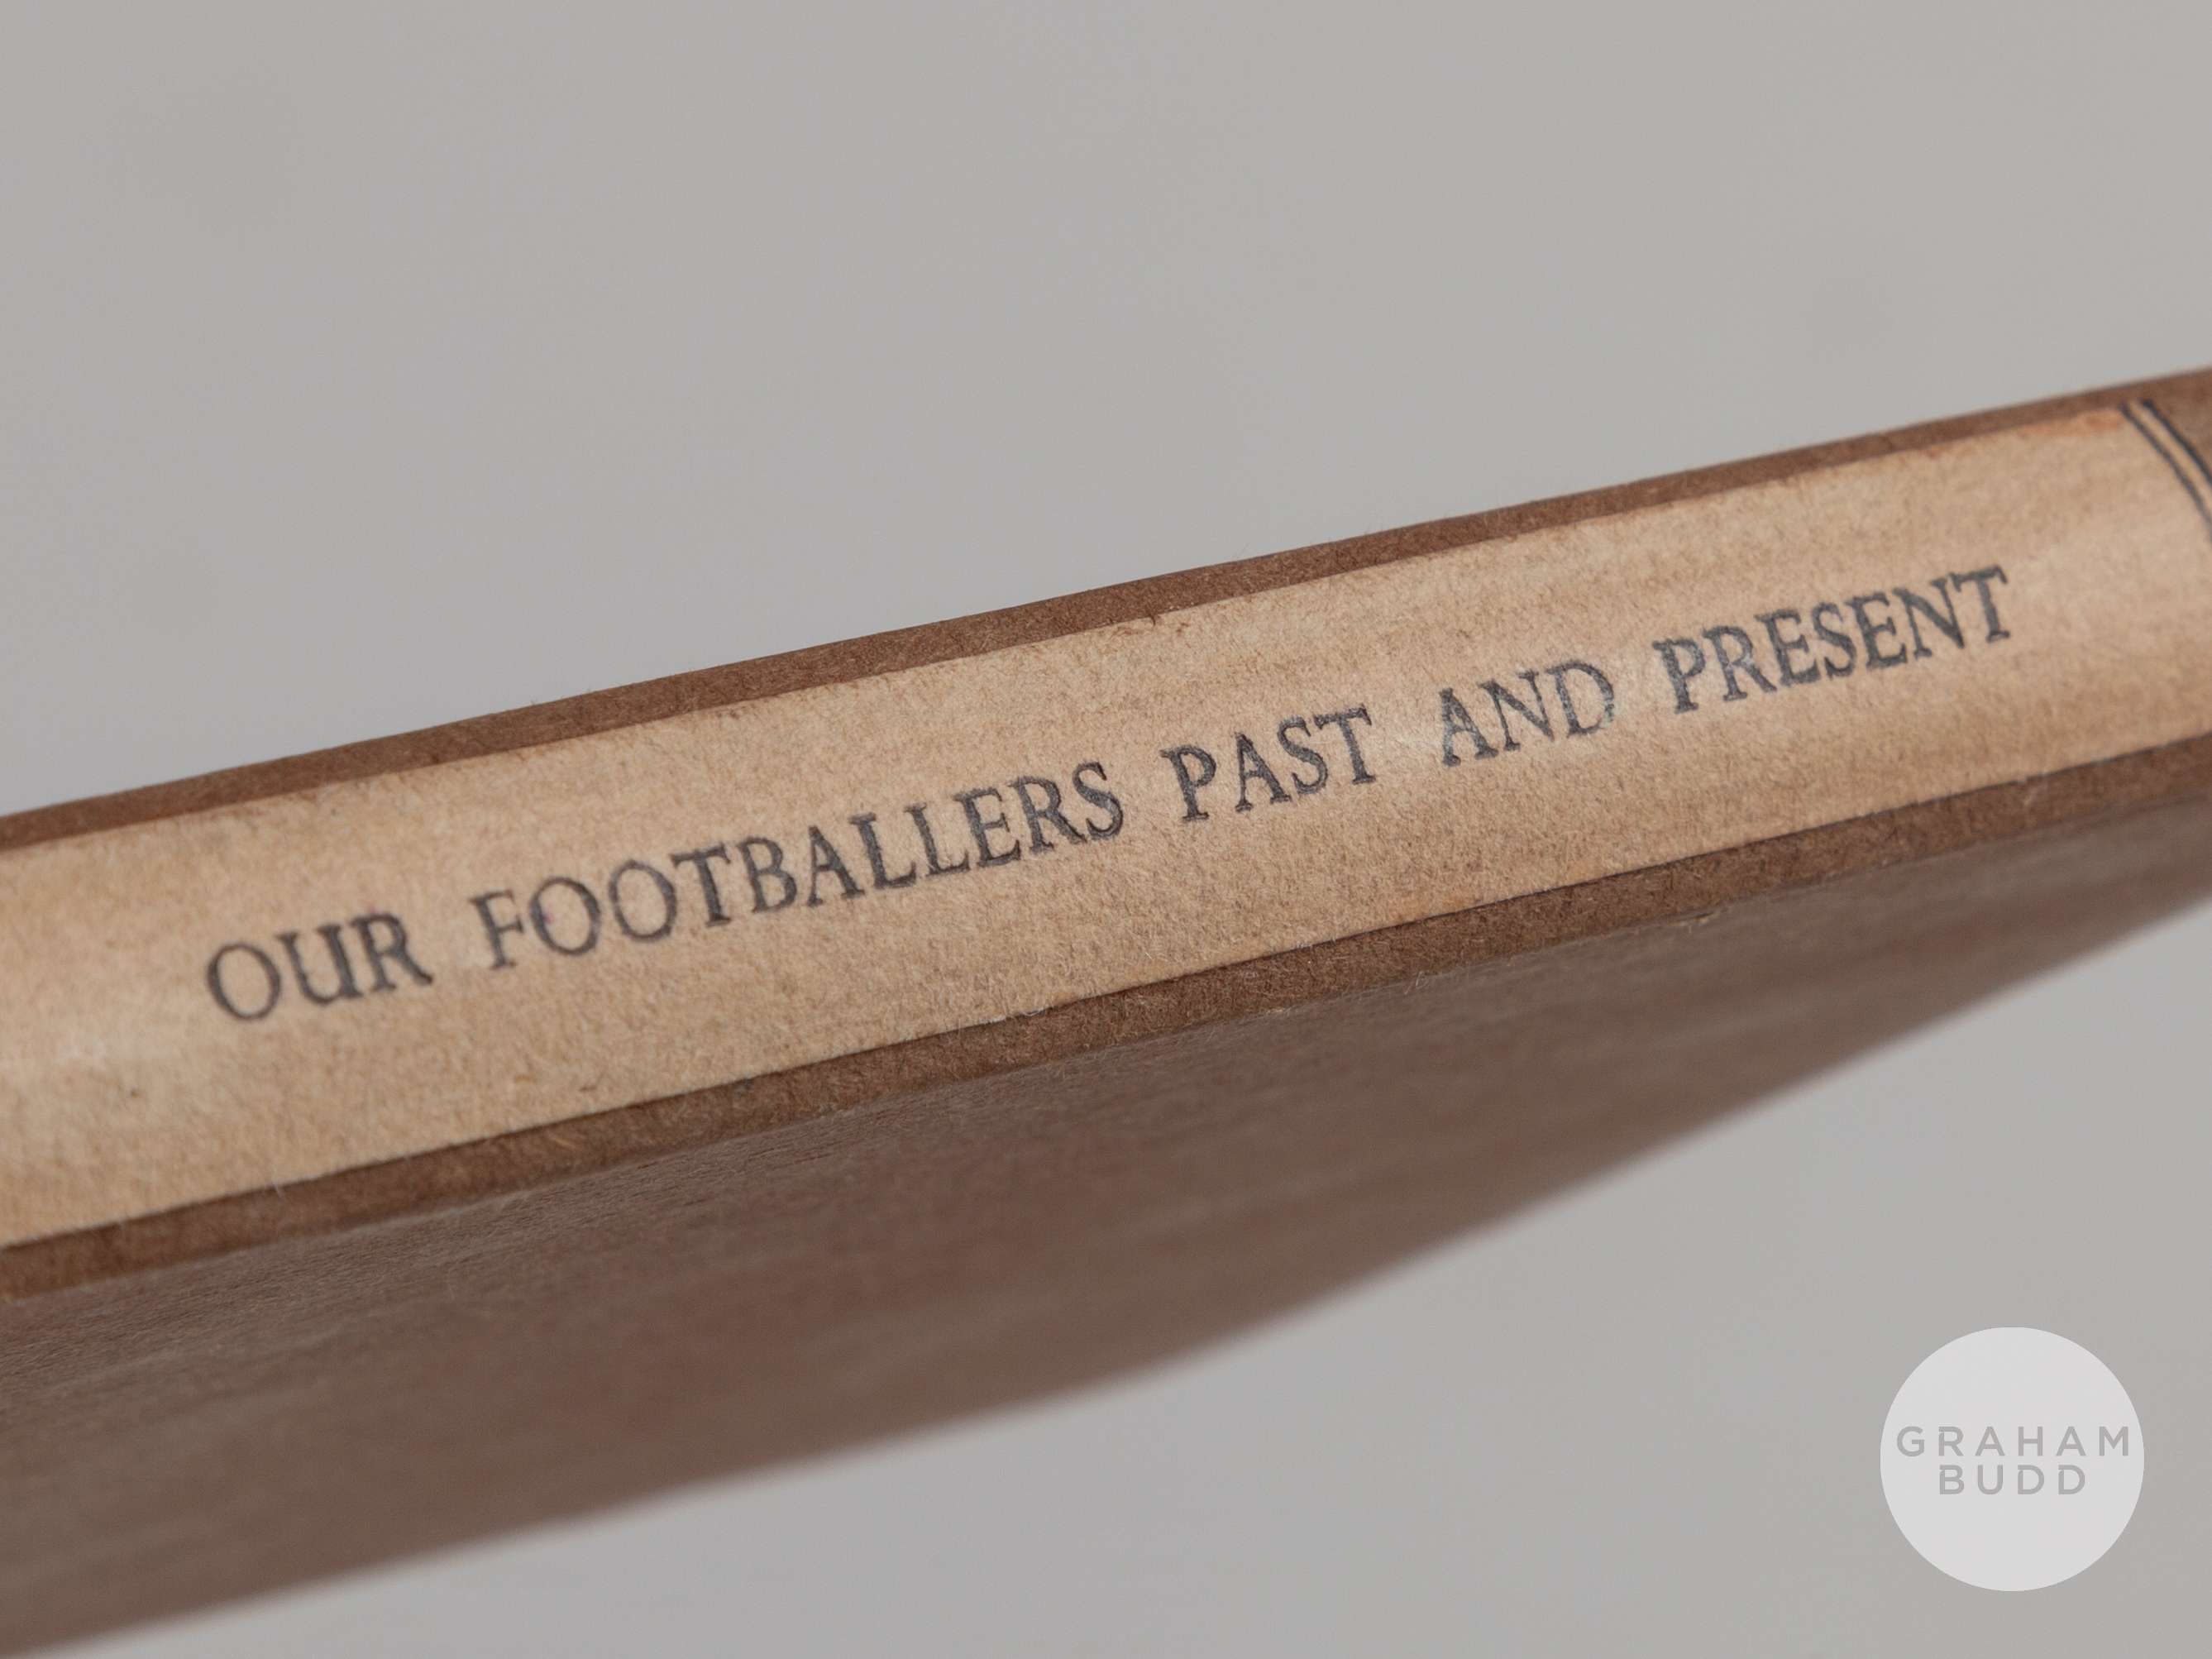 OUR FOOTBALLERS PAST AND PRESENT
GRAHAM
BUDD